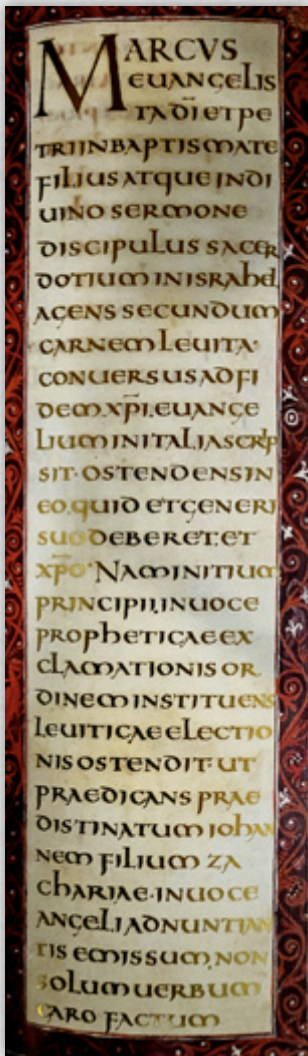 MARCVS
EUANGELIS
TA DI ET PE
TRI IN BAPTISMATE
FILIUS ATQUE IN DI
UINO SERMONE
DISCIPULUS SACER
DOTIUM IN ISRAHEL
AGENS SECUNDUM
CARNEM LEUITA·
CONUERSUS AD FI
DEM XPI. EUANGE
LIUM IN ITALIA SCRIP
SIT· OSTENDENS IN
EO. QUID ET GENERI
SUO DEBERET. ET
XPO· NAM INITIUM
PRINCIPII. IN UOCE
PROPHETICAE EX
CLAMATIONIS OR
DINEM INSTITUENS
LEUITICAE ELECTIO
NIS OSTENDIT· UT
PRAEDICANS PRAE
DISTINATUM IOHAN
NEM FILIUM ZA
CHARIAE· IN UOCE
ANGELI ADNUNTIAN
TIS EMISSUM. NON
SOLUM UERBUM
CARO FACTUM